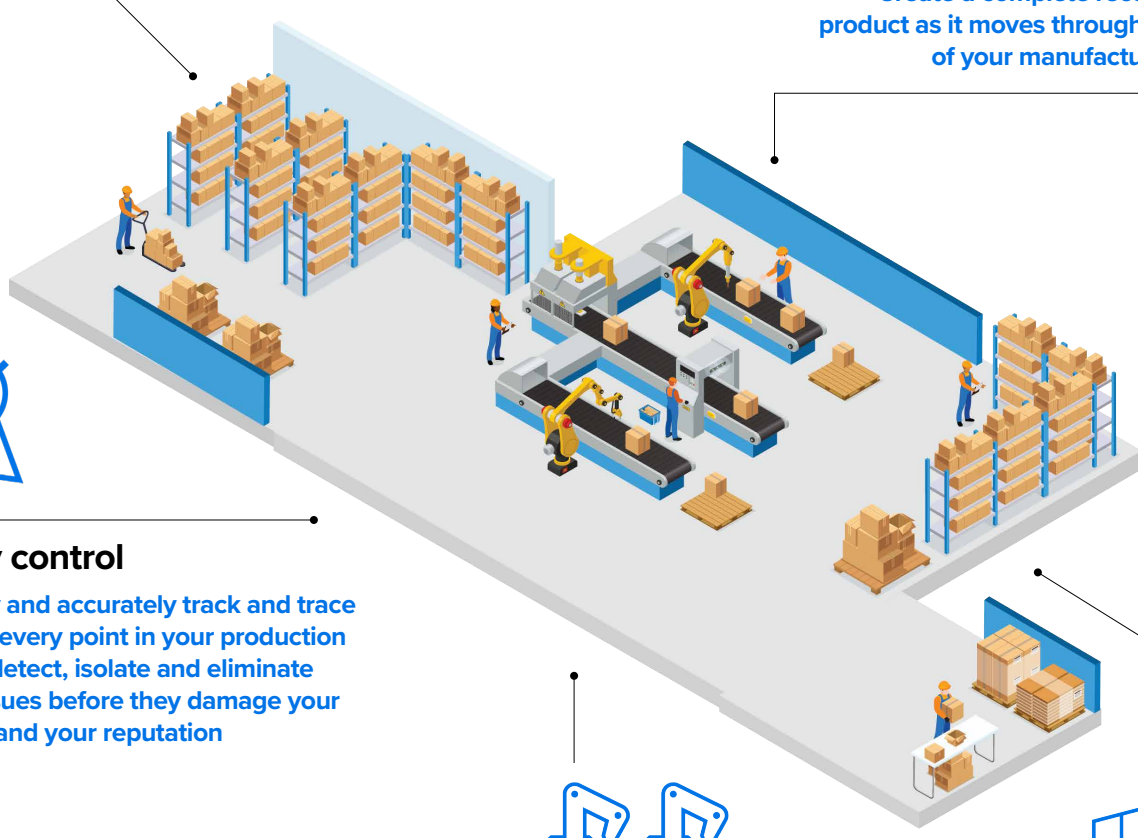 product as it moves through
of your manufactu
control
and accurately track and trace
every point in your production
detect, isolate and eliminate
sues before they damage your
and your reputation